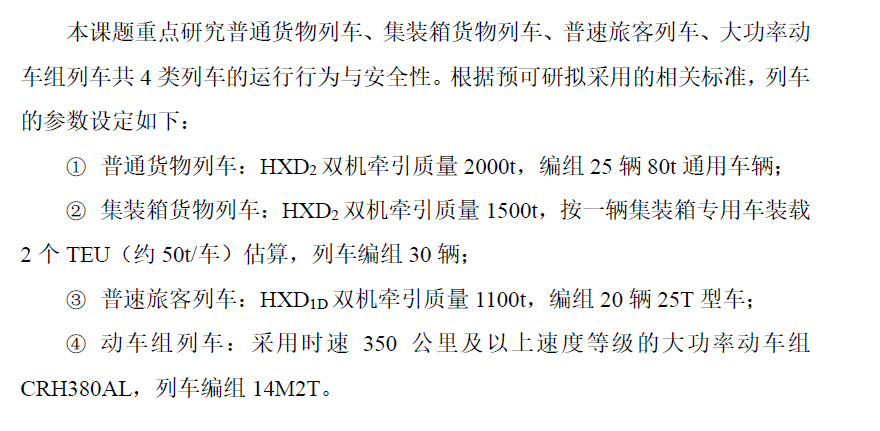 本课题重点研究普通货物列车、集装箱货物列车、普速旅客列车、大功率动
车组列车共 4 类列车的运行行为与安全性。根据预可研拟采用的相关标准，列车
的参数设定如下：
① 普通货物列车：HXD2 双机牵引质量 2000t，编组 25 辆 80t 通用车辆；
② 集装箱货物列车：HXD2 双机牵引质量 1500t，按一辆集装箱专用车装载
2 个 TEU（约 50t/车）估算，列车编组 30 辆；
③ 普速旅客列车：HXD1D 双机牵引质量 1100t，编组 20 辆 25T 型车；
④ 动车组列车：采用时速 350 公里及以上速度等级的大功率动车组
CRH380AL，列车编组 14M2T。